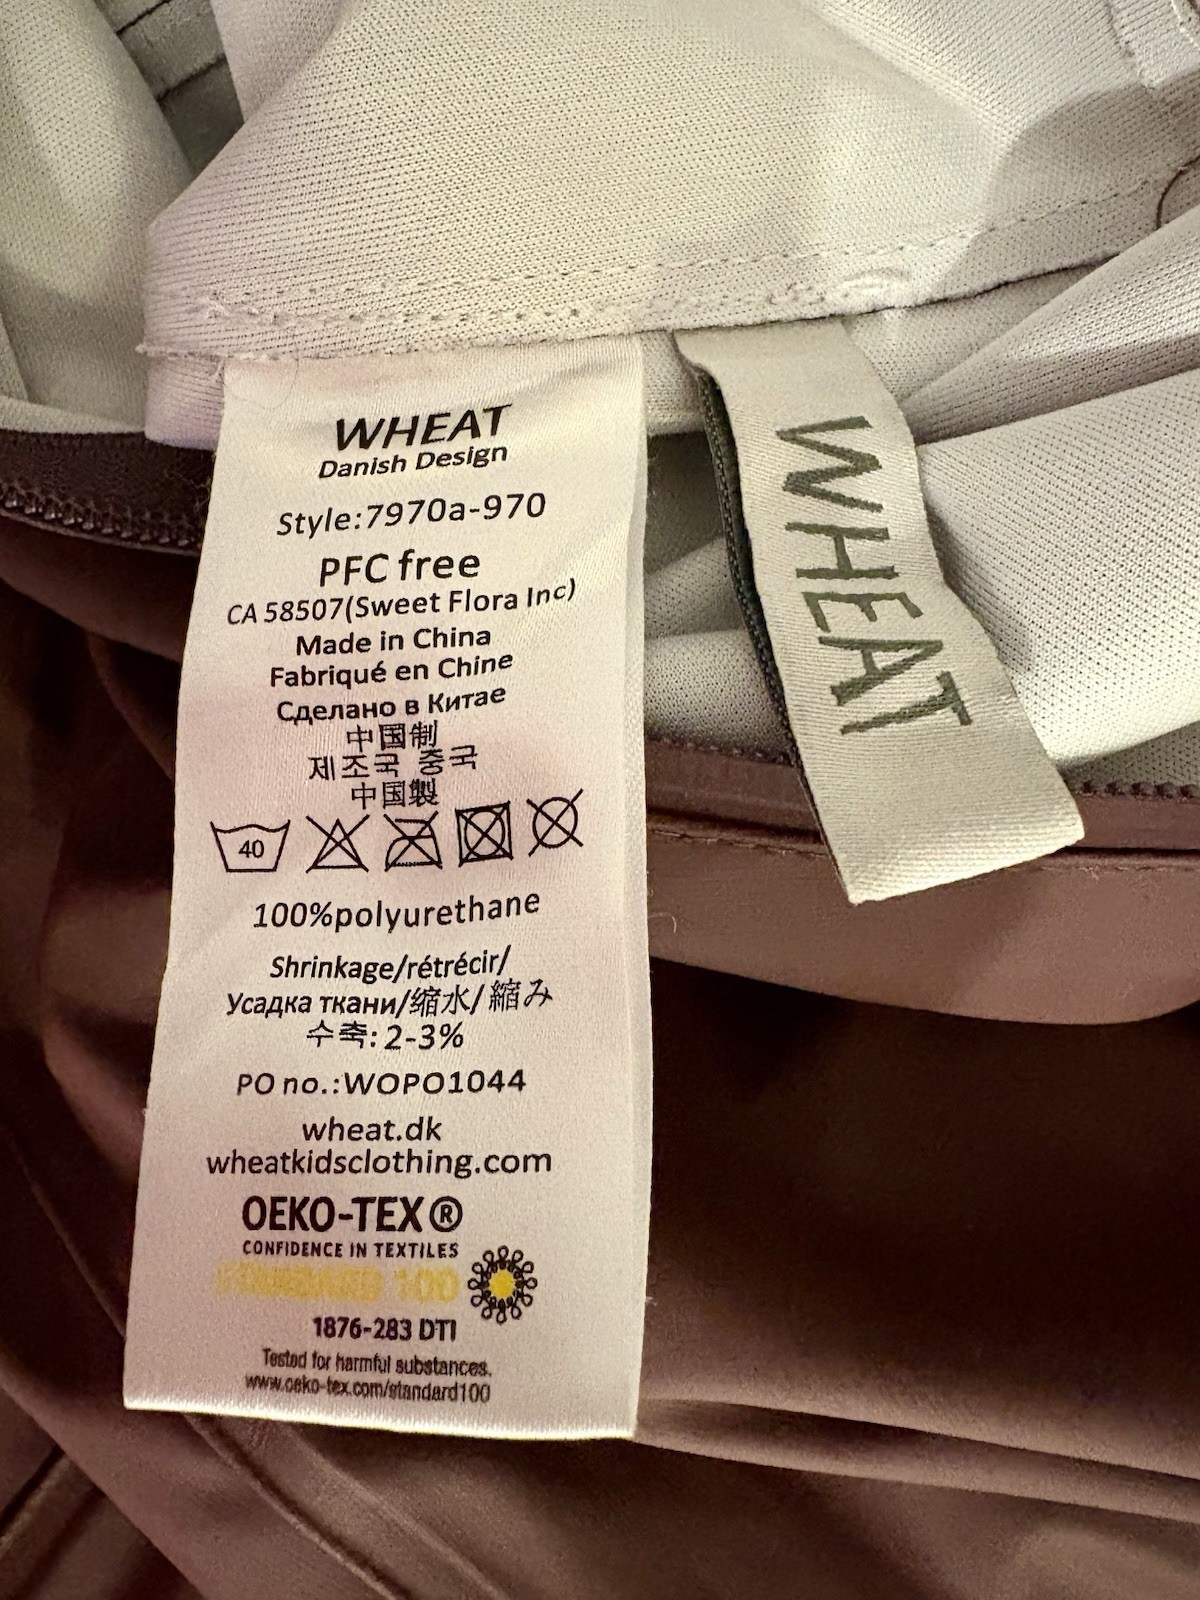 WHEAT
Danish Design
Style:7970a-970
PFC free
CA 58507(Sweet Flora Inc)
Made in China
Fabriqué en Chine
Сделано в Китае
中国制
제조국 중국
中国製
40
100%polyurethane
Shrinkage/rétrécir/
Усадка ткани/缩水/縮み
수축: 2-3%
PO no.:WOPO1044
wheat.dk
wheatkidsclothing.com
OEKO-TEX®
CONFIDENCE IN TEXTILES
1876-283 DTI
Tested for harmful substances.
www.oeko-tex.com/standard100
WHEAT